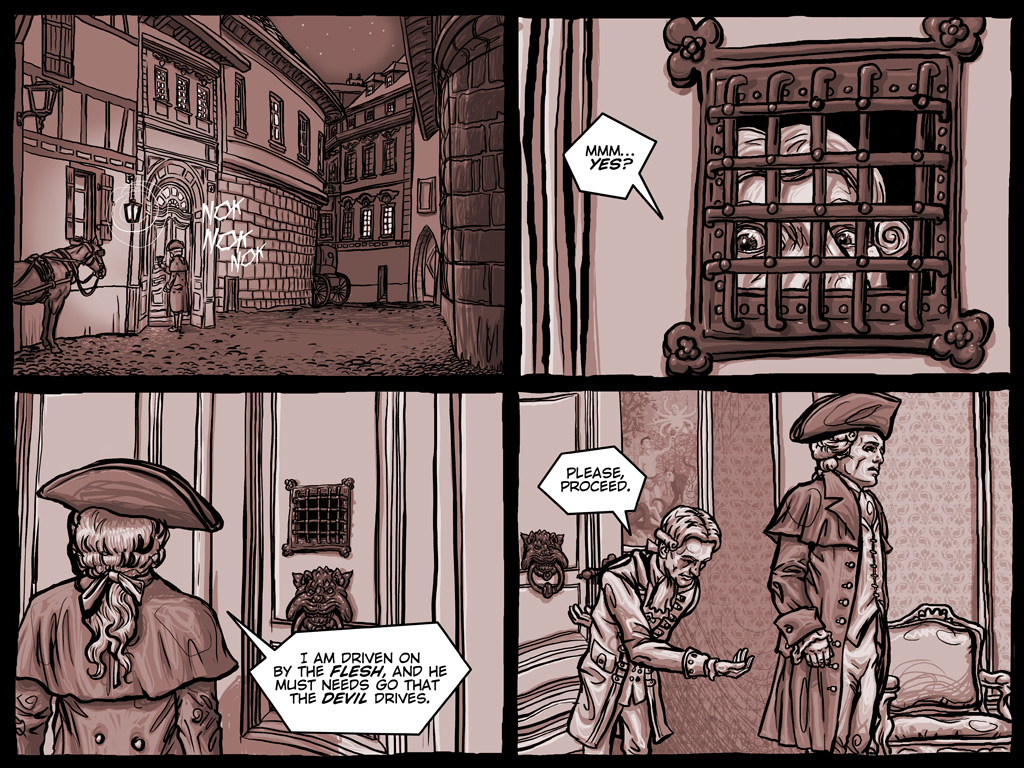 NOK
NOK
NOK
MMM...
YES?
I AM DRIVEN ON
BY THE FLESH, AND HE
MUST NEEDS GO THAT
THE DEVIL DRIVES.
PLEASE,
PROCEED.